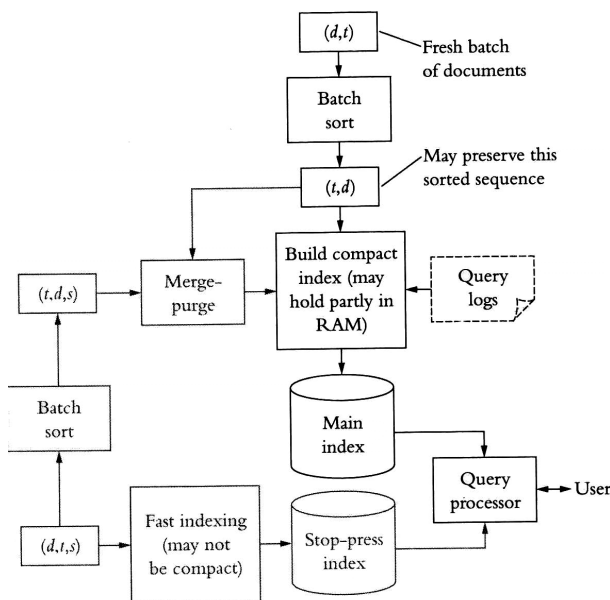 (d,t)
Fresh batch
of documents
Batch
sort
(t,d)
May preserve this
sorted sequence
Build compact
index (may
hold partly in
RAM)
Merge-
purge
(t,d,s)
Query
logs
Batch
sort
Main
index
Query
processor
User
(d,t,s)
Fast indexing
(may not
be compact)
Stop-press
index